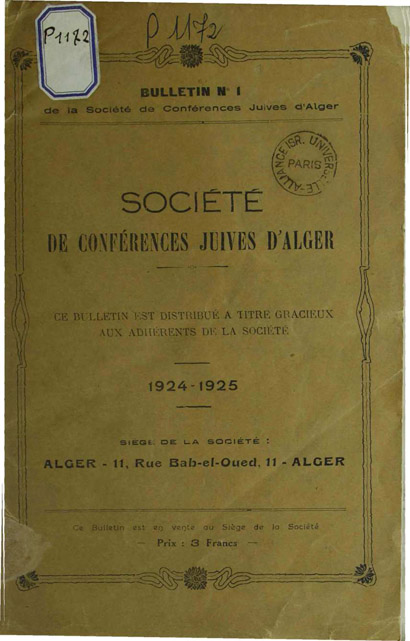 P 1172
P 1172
BULLETIN N° 1
de la Société de Conférences Juives d'Alger
ALLIANCE ISR. UNIVERSELLE
PARIS
SOCIÉTÉ
DE CONFÉRENCES JUIVES D'ALGER
CE BULLETIN EST DISTRIBUÉ A TITRE GRACIEUX
AUX ADHÉRENTS DE LA SOCIÉTÉ
1924-1925
SIÈGE DE LA SOCIÉTÉ :
ALGER - 11, Rue Bab-el-Oued, 11 - ALGER
Ce Bulletin est en vente au Siège de la Société
— Prix : 3 Francs —